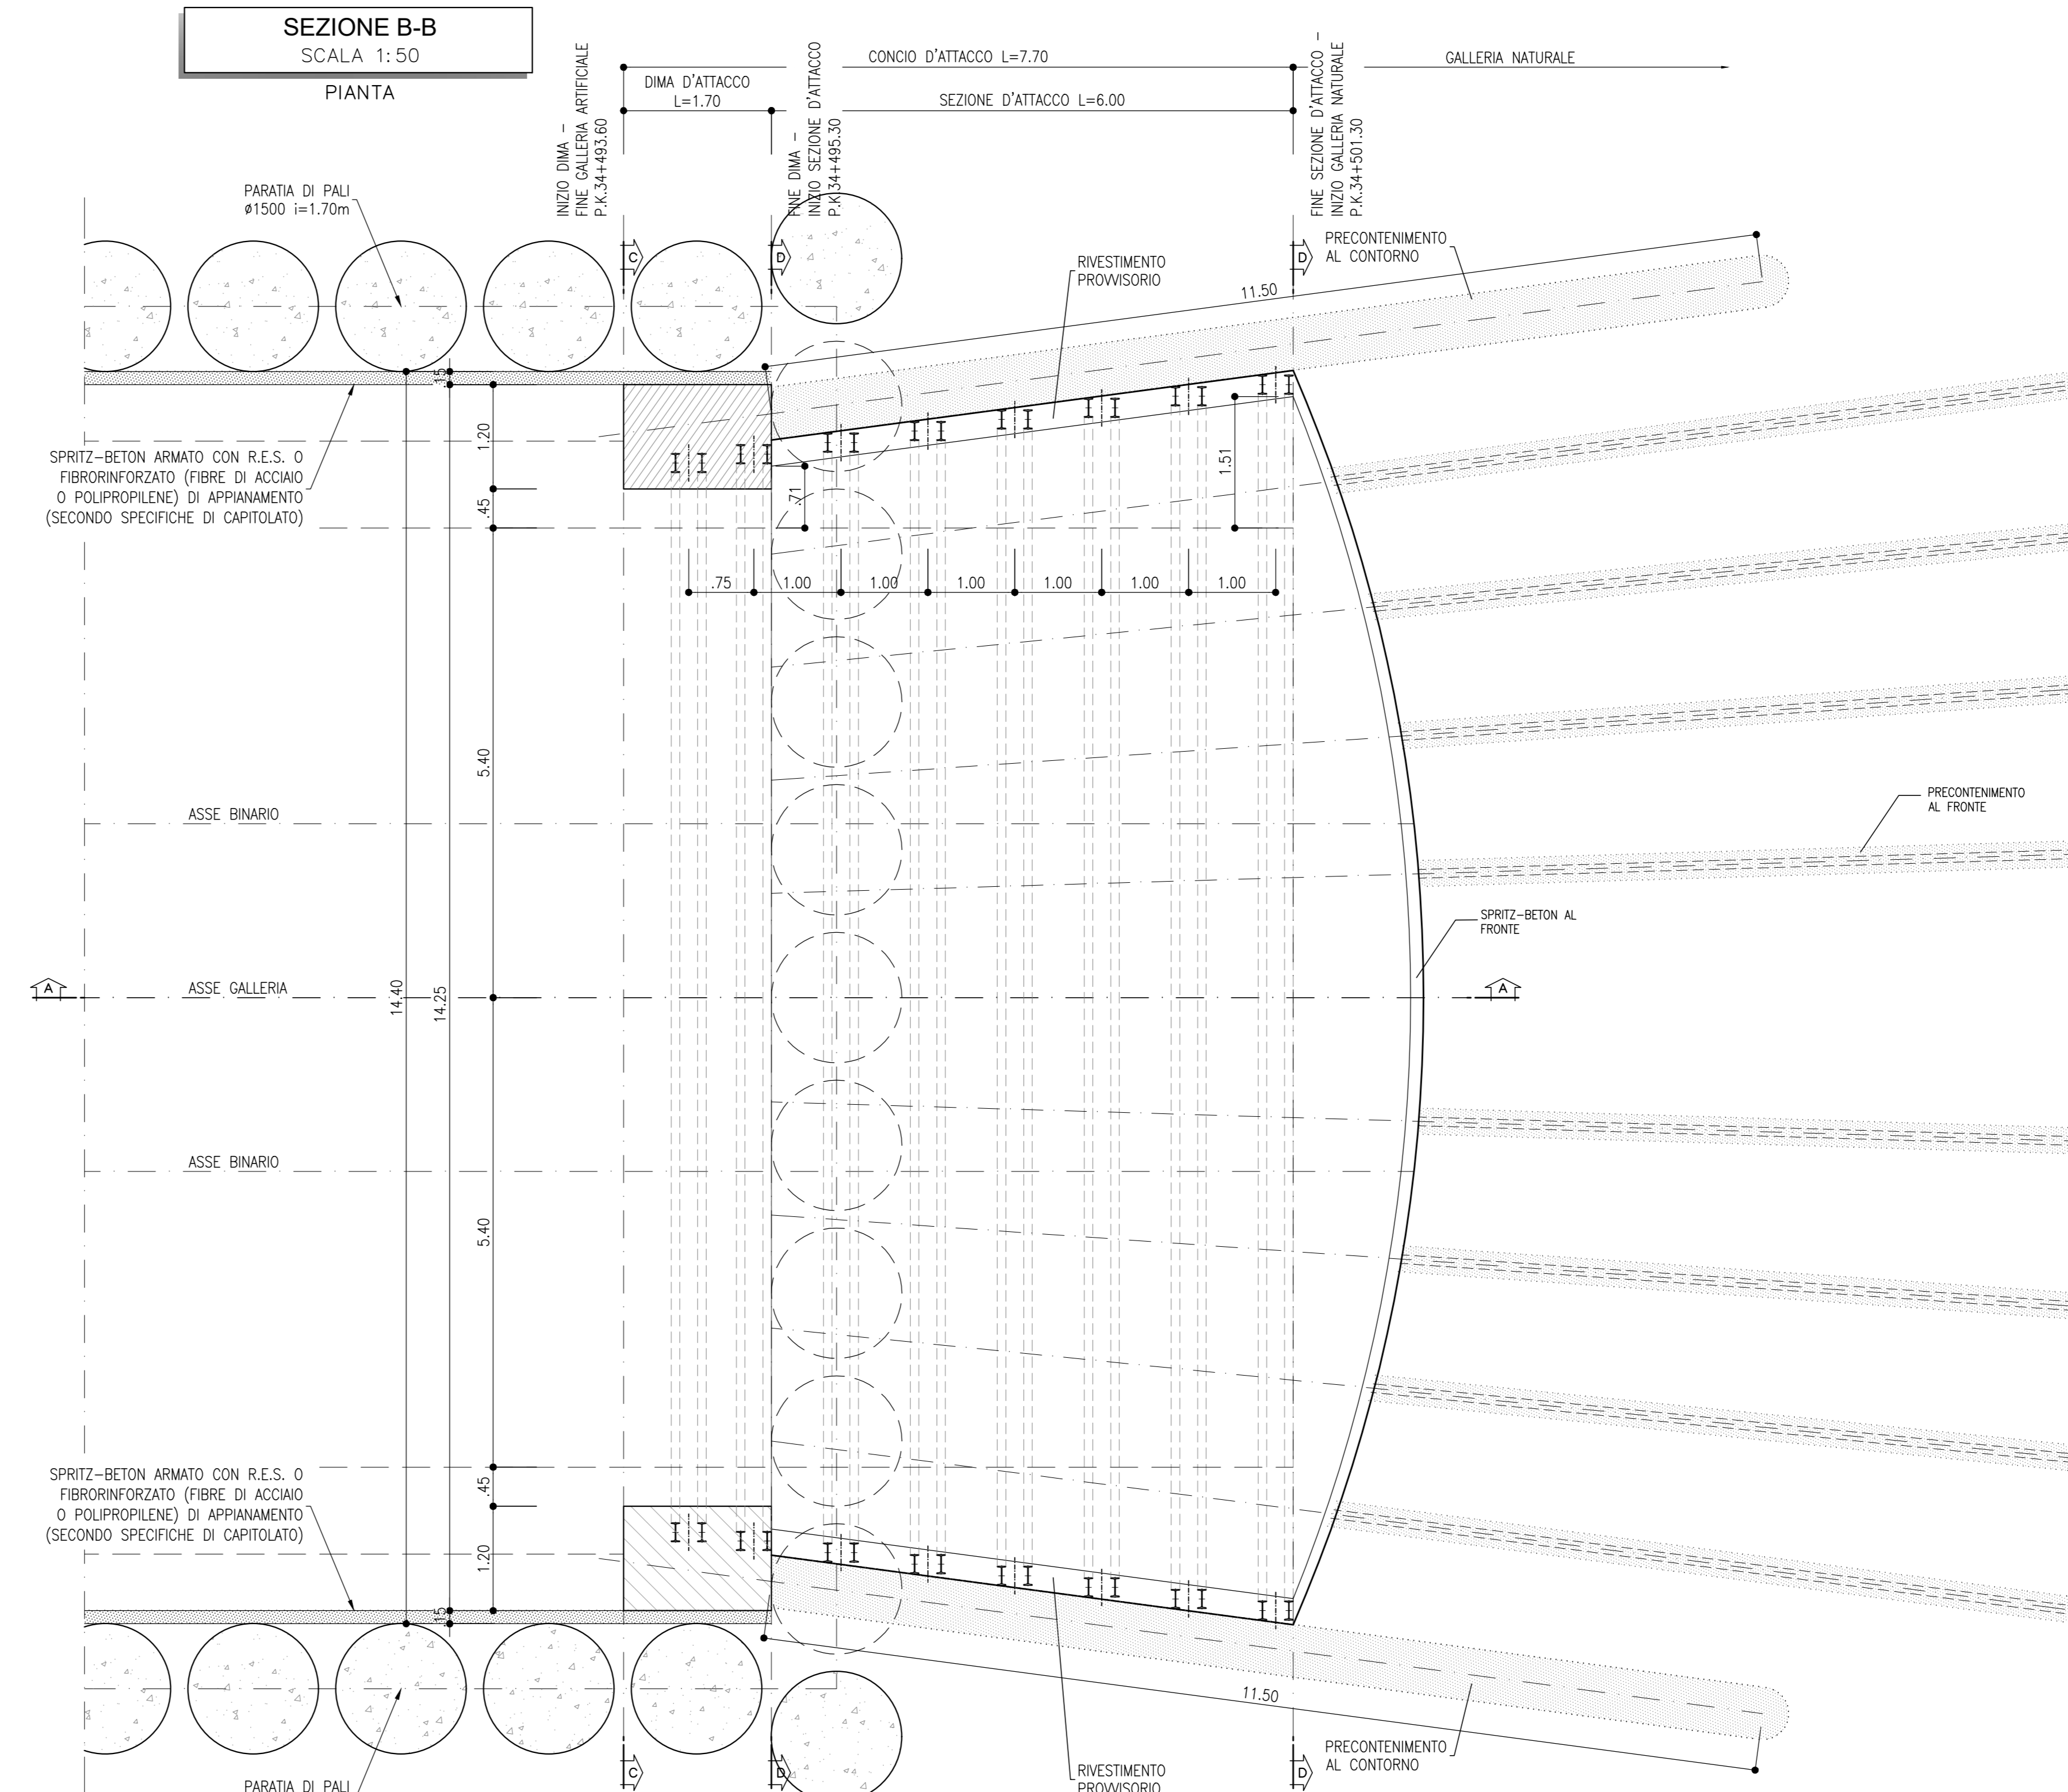 SEZIONE B-B
SCALA 1:50
PIANTA
CONCIO D'ATTACCO L=7.70
GALLERIA NATURALE
DIMA D'ATTACCO
L=1.70
SEZIONE D'ATTACCO L=6.00
INIZIO DIMA –
FINE GALLERIA ARTIFICIALE
P.K.34+493.60
FINE DIMA –
INIZIO SEZIONE D'ATTACCO
P.K.34+495.30
FINE SEZIONE D'ATTACCO –
INIZIO GALLERIA NATURALE
P.K.34+501.30
PARATIA DI PALI
ø1500 i=1.70m
C
D
D
PRECONTENIMENTO
AL CONTORNO
RIVESTIMENTO
PROVVISORIO
11.50
.15
1.20
.45
.71
1.51
SPRITZ–BETON ARMATO CON R.E.S. O
FIBRORINFORZATO (FIBRE DI ACCIAIO
O POLIPROPILENE) DI APPIANAMENTO
(SECONDO SPECIFICHE DI CAPITOLATO)
.75
1.00
1.00
1.00
1.00
1.00
1.00
5.40
ASSE BINARIO
PRECONTENIMENTO
AL FRONTE
SPRITZ–BETON AL
FRONTE
A
ASSE GALLERIA
14.40
14.25
A
ASSE BINARIO
5.40
.45
1.20
.15
SPRITZ–BETON ARMATO CON R.E.S. O
FIBRORINFORZATO (FIBRE DI ACCIAIO
O POLIPROPILENE) DI APPIANAMENTO
(SECONDO SPECIFICHE DI CAPITOLATO)
11.50
PRECONTENIMENTO
AL CONTORNO
C
D
D
RIVESTIMENTO
PROVVISORIO
PARATIA DI PALI